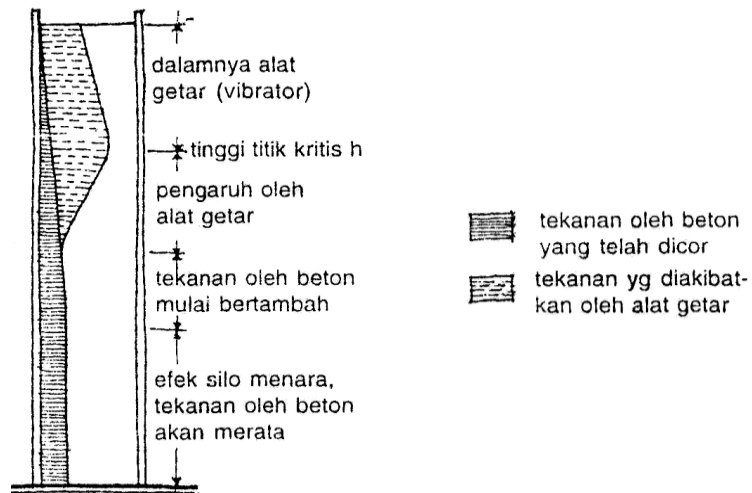 dalamnya alat
getar (vibrator)
tinggi titik kritis h
pengaruh oleh
alat getar
tekanan oleh beton
mulai bertambah
efek silo menara,
tekanan oleh beton
akan merata
tekanan oleh beton
yang telah dicor
tekanan yg diakibat-
kan oleh alat getar